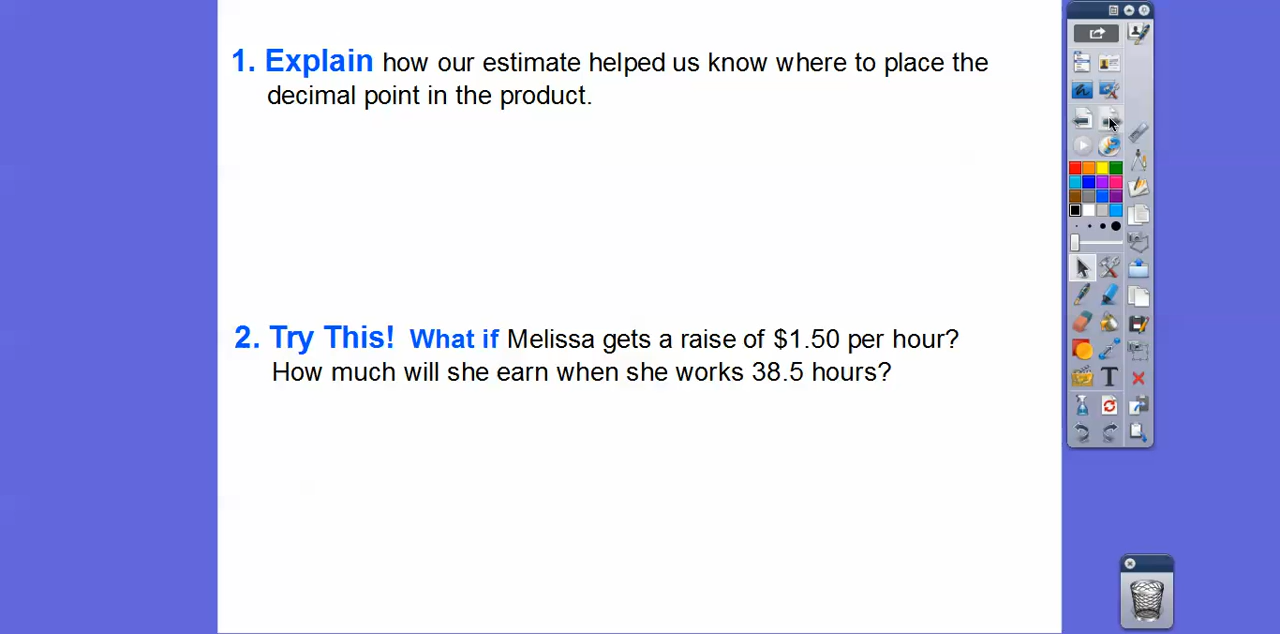 1. Explain how our estimate helped us know where to place the
decimal point in the product.
2. Try This! What if Melissa gets a raise of $1.50 per hour?
How much will she earn when she works 38.5 hours?
T